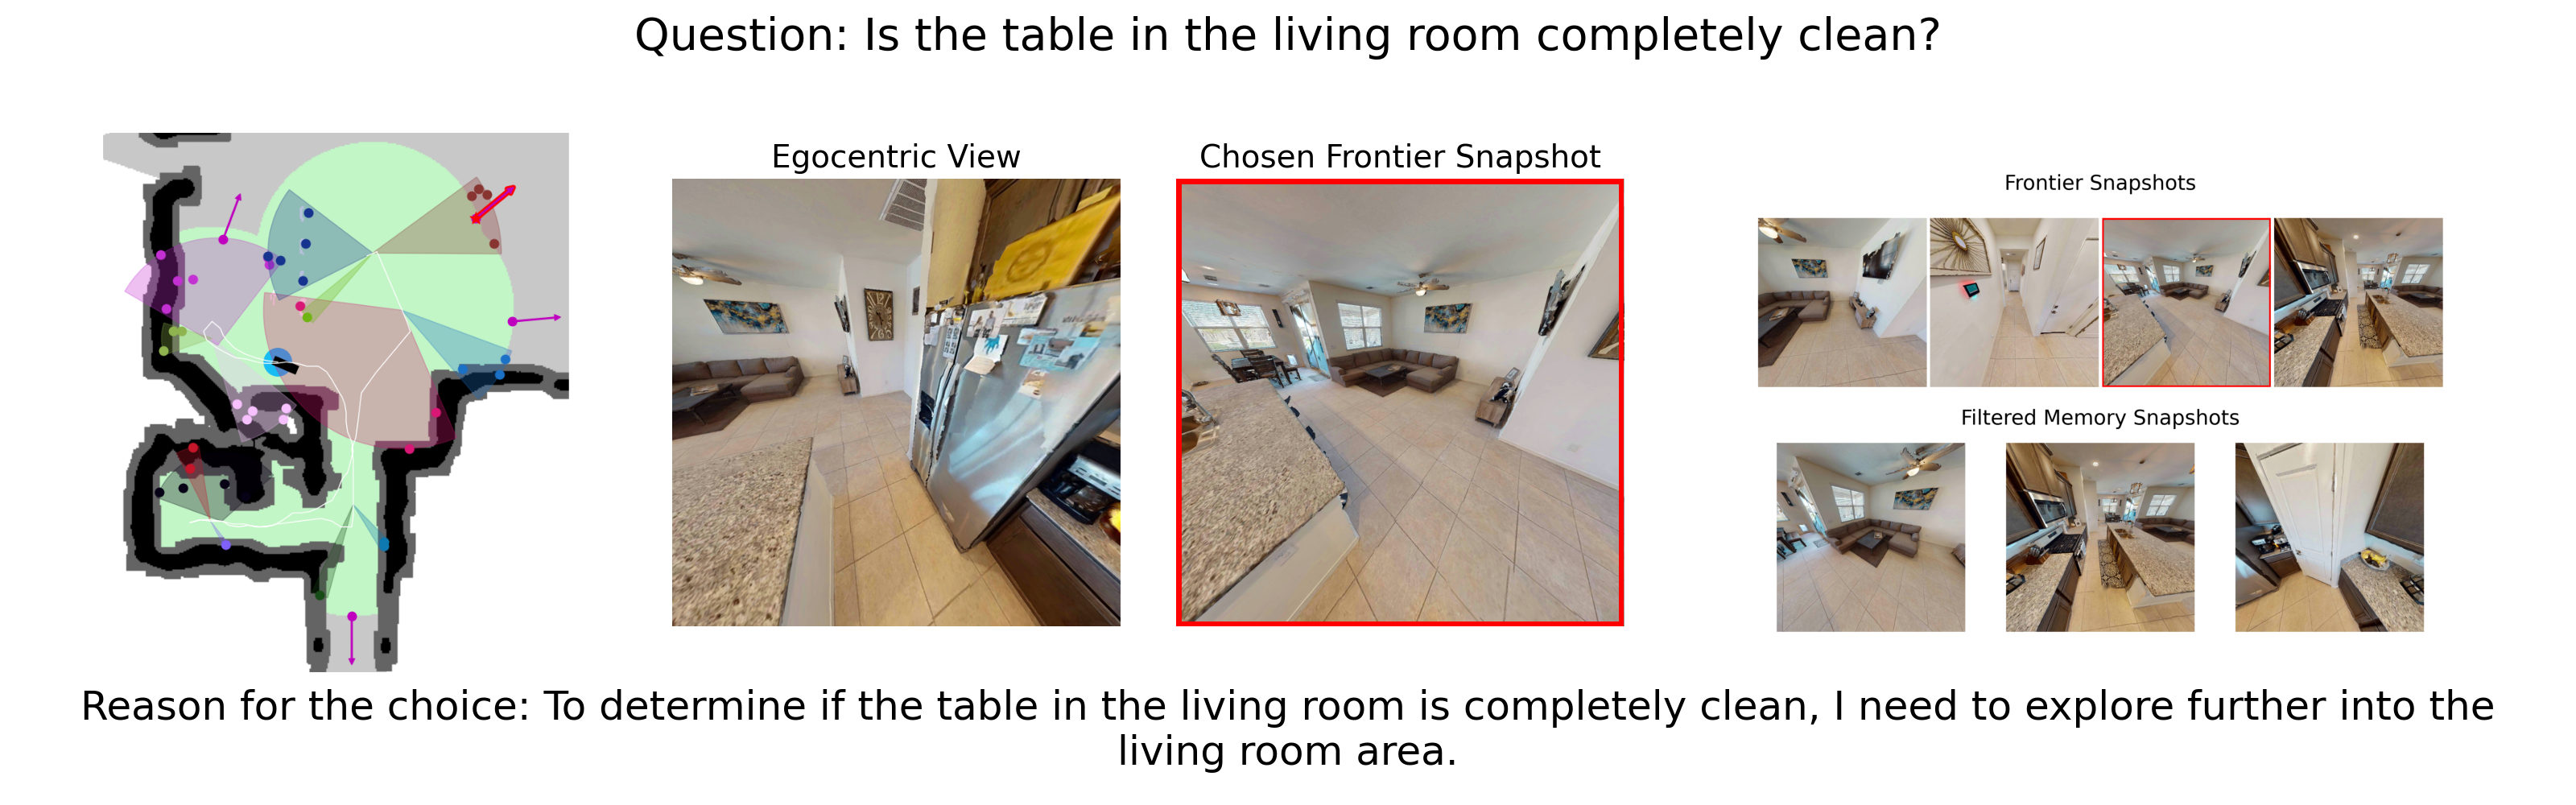 Question: Is the table in the living room completely clean?
Egocentric View
Chosen Frontier Snapshot
Frontier Snapshots
Filtered Memory Snapshots
Reason for the choice: To determine if the table in the living room is completely clean, I need to explore further into the
living room area.